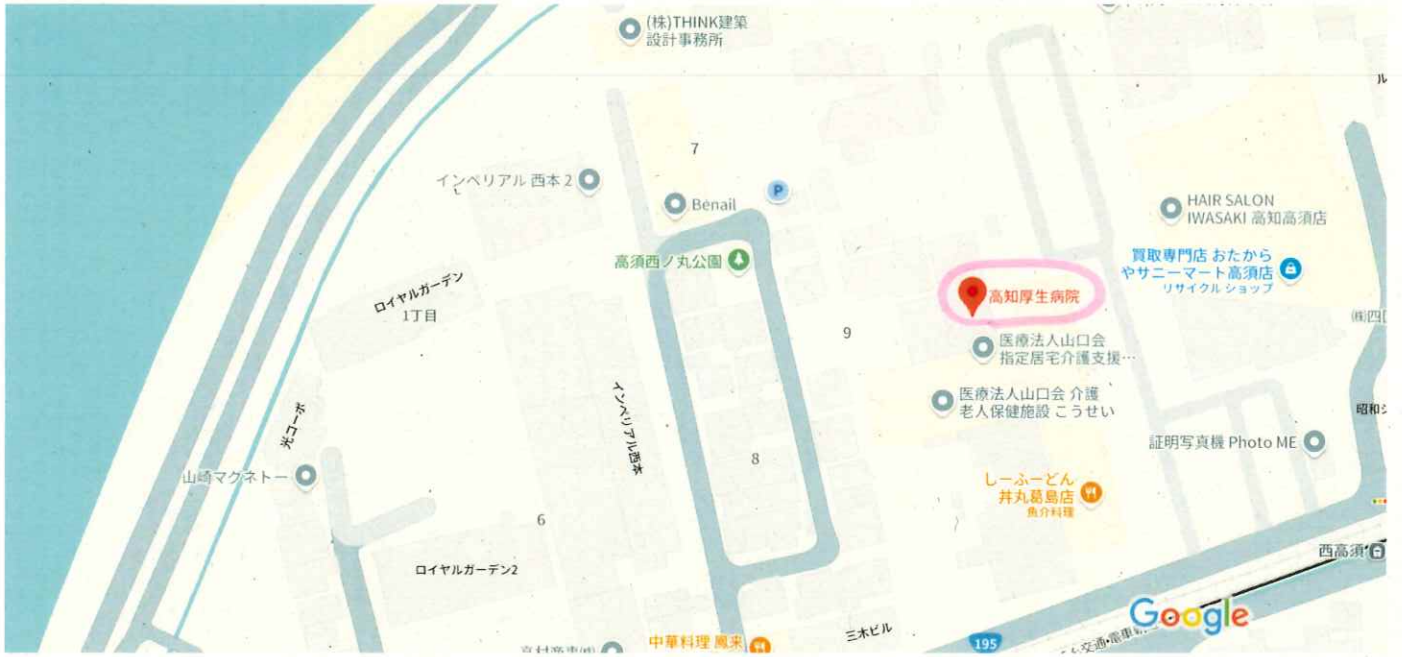 (株)THINK建築
設計事務所
ル
7
インペリアル 西本 2
P
Benail
HAIR SALON
IWASAKI 高知高須店
高須西ノ丸公園
買取専門店 おたから
やサニーマート高須店
リサイクル ショップ
ロイヤルガーデン
1丁目
高知厚生病院
9
医療法人山口会
指定居宅介護支援…
医療法人山口会 介護
老人保健施設 こうせい
インペリアル西本
光コーポ
証明写真機 Photo ME
山崎マグネトー
8
しーふーどん
丼丸葛島店
魚介料理
6
ロイヤルガーデン2
西高須
Google
中華料理 鳳来
三木ビル
195